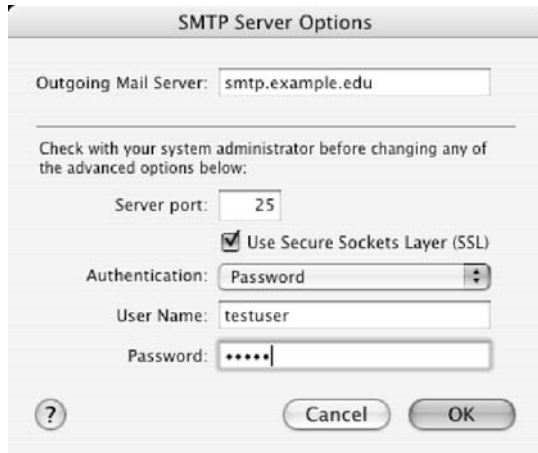 SMTP Server Options
Outgoing Mail Server: smtp.example.edu
Check with your system administrator before changing any of
the advanced options below:
Server port: 25
Use Secure Sockets Layer (SSL)
Authentication: Password
User Name: testuser
Password: •••••
? Cancel OK